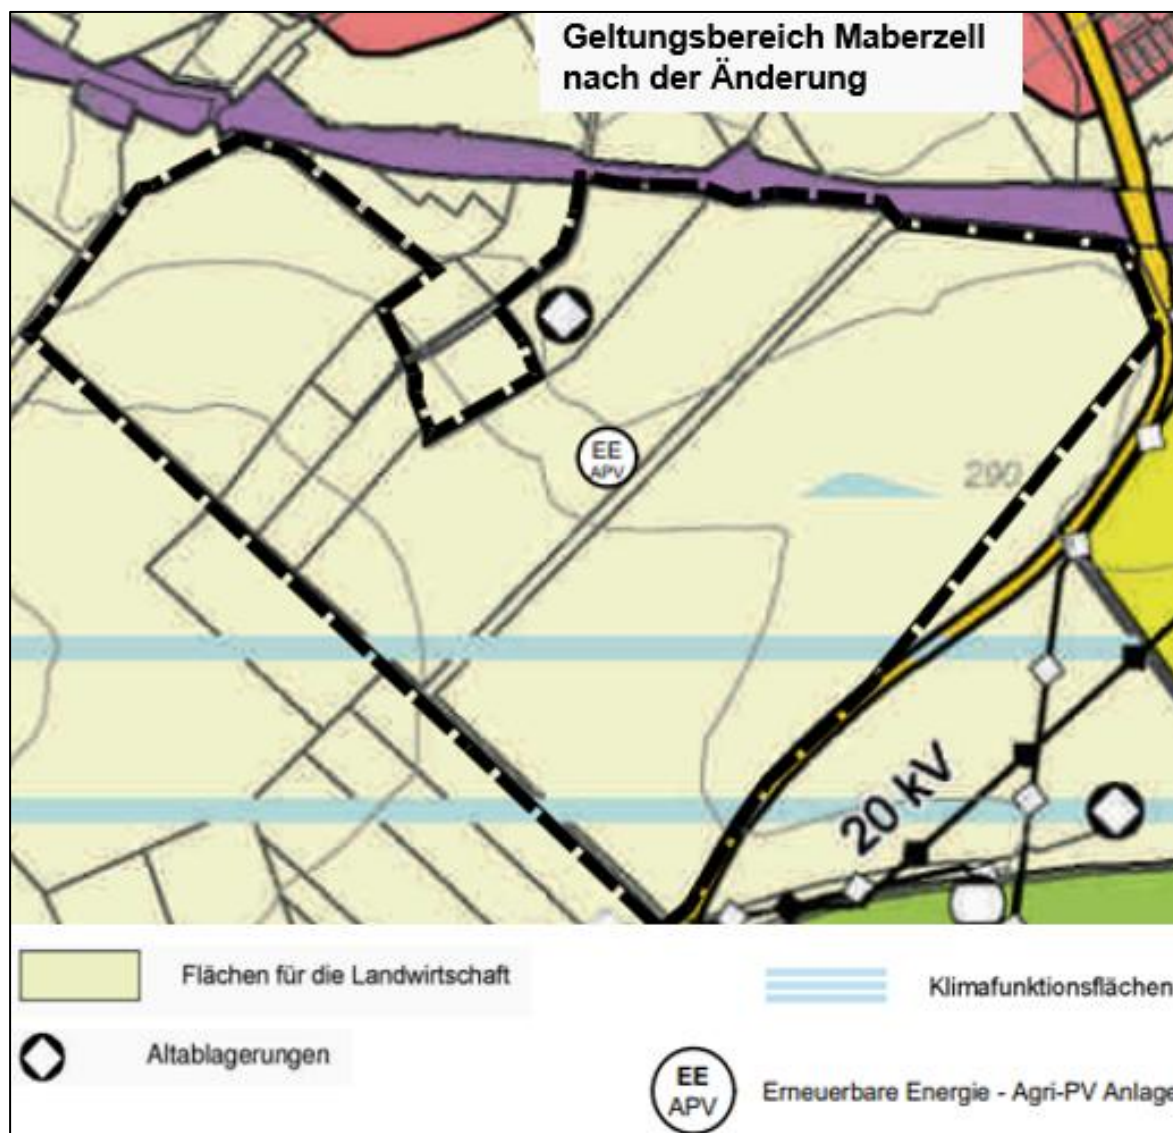 Geltungsbereich Maberzell
nach der Änderung
EE
APV
290
20 kV
Flächen für die Landwirtschaft
Klimafunktionsflächen
Altablagerungen
EE
APV
Erneuerbare Energie - Agri-PV Anlage